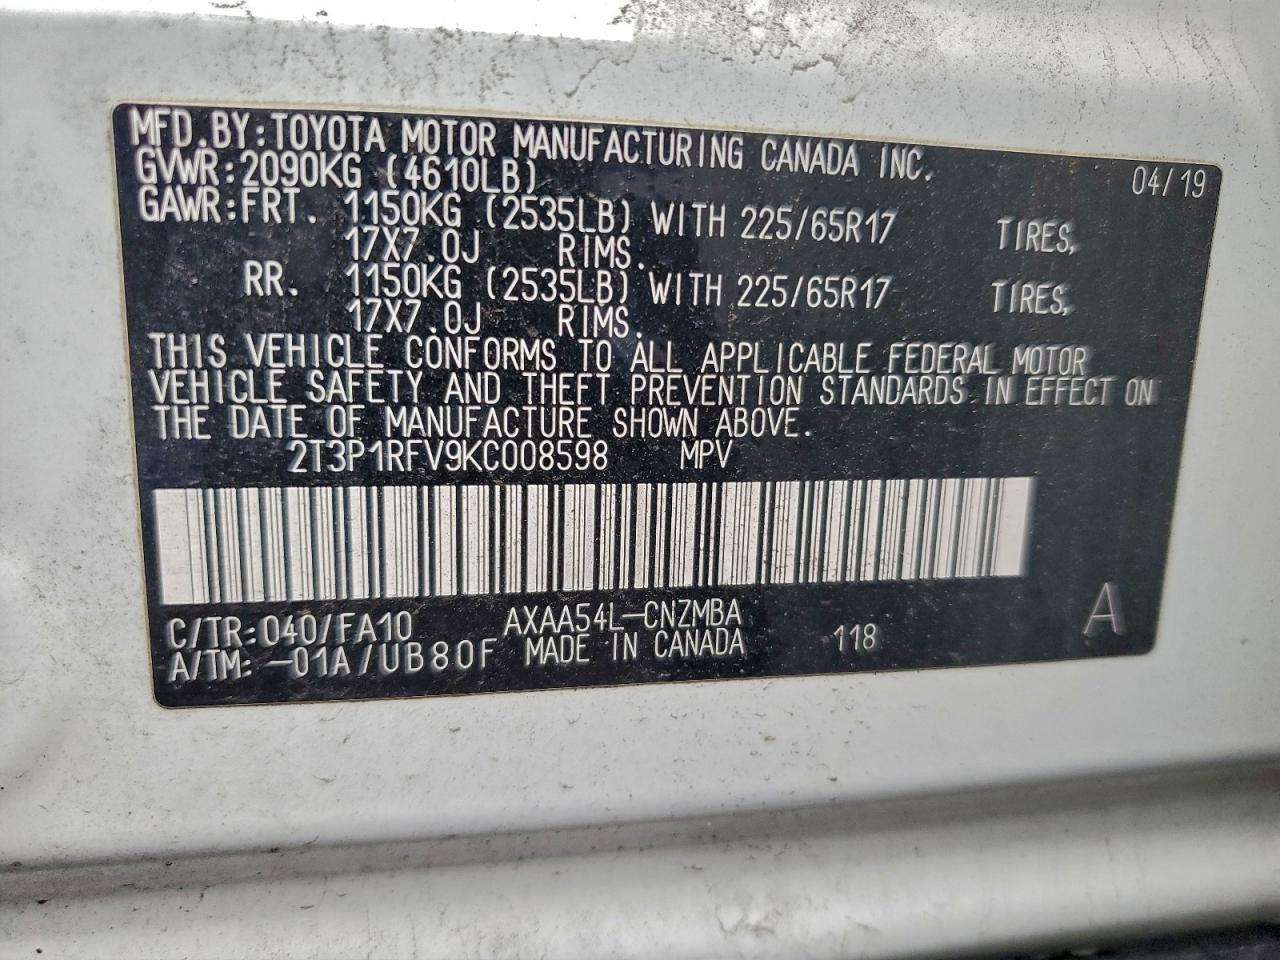 MFD.BY:TOYOTA MOTOR MANUFACTURING CANADA INC.
GVWR:2090KG (4610LB) 04/19
GAWR:FRT. 1150KG (2535LB) WITH 225/65R17 TIRES,
17X7.0J RIMS.
RR. 1150KG (2535LB) WITH 225/65R17 TIRES,
17X7.0J RIMS.
THIS VEHICLE CONFORMS TO ALL APPLICABLE FEDERAL MOTOR
VEHICLE SAFETY AND THEFT PREVENTION STANDARDS IN EFFECT ON
THE DATE OF MANUFACTURE SHOWN ABOVE.
2T3P1RFV9KC008598 MPV
C/TR:040/FA10 AXAA54L-CNZMBA
A/TM:-01A/UB80F MADE IN CANADA 118 A